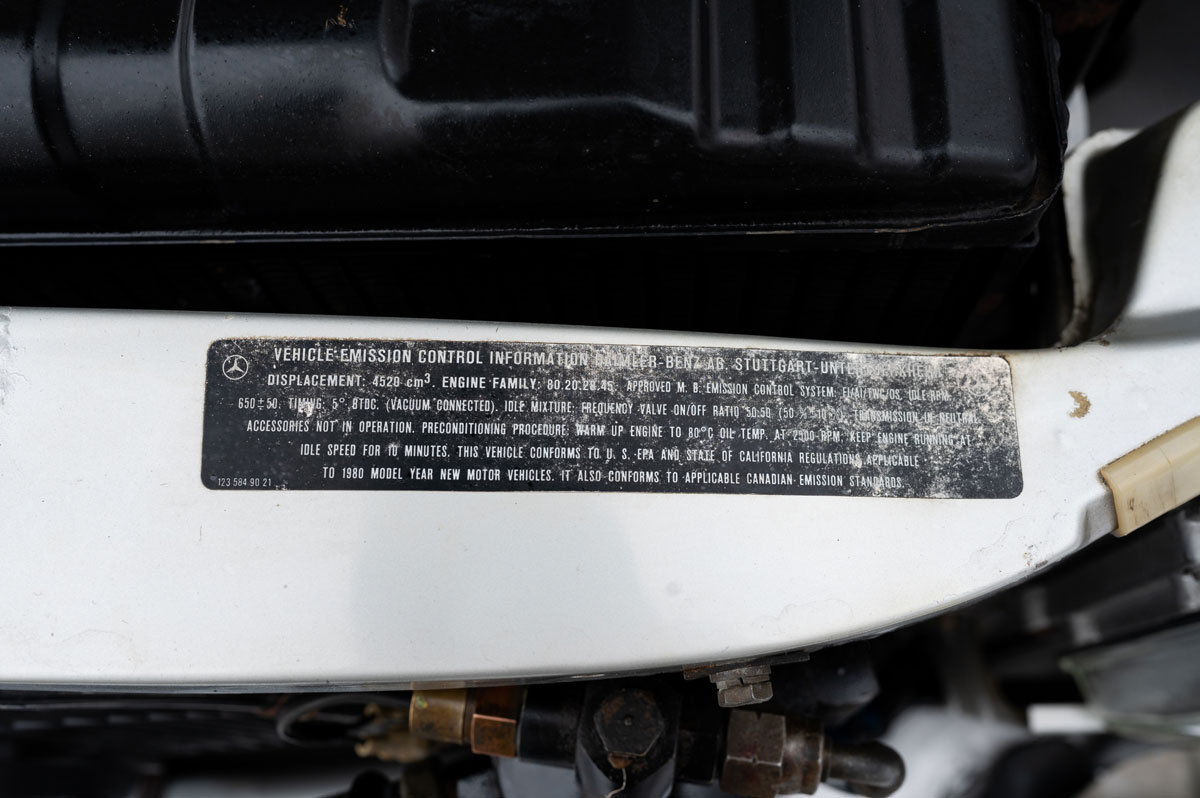 VEHICLE EMISSION CONTROL INFORMATION DAIMLER-BENZ AG. STUTTGART-
DISPLACEMENT: 4520 cm³. ENGINE FAMILY: 80.20.28.45. APPROVED M. B. EMISSION CONTROL SYSTEM: FI/AI/TWC/OS. IDLE RPM
650±50. TIMING: 5° BTDC. (VACUUM CONNECTED). IDLE MIXTURE: FREQUENCY VALVE ON/OFF RATIO 50:50 TRANSMISSION IN NEUTRAL.
ACCESSORIES NOT IN OPERATION. PRECONDITIONING PROCEDURE: WARM UP ENGINE TO 80°C OIL TEMP. AT 2500 RPM. KEEP ENGINE RUNNING AT
IDLE SPEED FOR 10 MINUTES. THIS VEHICLE CONFORMS TO U. S. EPA AND STATE OF CALIFORNIA REGULATIONS APPLICABLE
TO 1980 MODEL YEAR NEW MOTOR VEHICLES. IT ALSO CONFORMS TO APPLICABLE CANADIAN EMISSION STANDARDS.
123 584 90 21